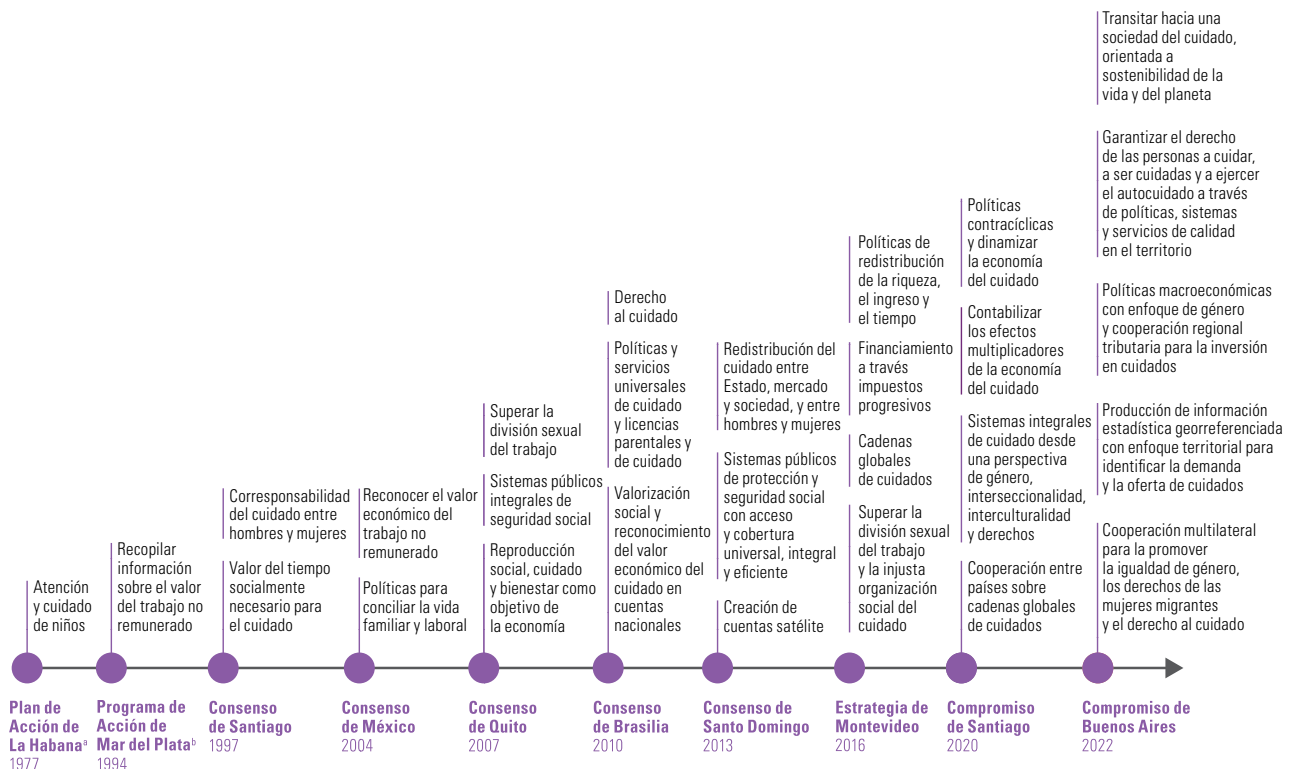 Atención
y cuidado
de niños
Plan de
Acción de
La Habanaᵃ
1977
Recopilar
información
sobre el valor
del trabajo no
remunerado
Programa de
Acción de
Mar del Plataᵇ
1994
Corresponsabilidad
del cuidado entre
hombres y mujeres
Valor del tiempo
socialmente
necesario para
el cuidado
Consenso
de Santiago
1997
Reconocer el valor
económico del
trabajo no
remunerado
Políticas para
conciliar la vida
familiar y laboral
Consenso
de México
2004
Superar la
división sexual
del trabajo
Sistemas públicos
integrales de
seguridad social
Reproducción
social, cuidado
y bienestar como
objetivo de
la economía
Consenso
de Quito
2007
Derecho
al cuidado
Políticas y
servicios
universales
de cuidado
y licencias
parentales y
de cuidado
Valorización
social y
reconocimiento
del valor
económico del
cuidado en
cuentas
nacionales
Consenso
de Brasilia
2010
Redistribución del
cuidado entre
Estado, mercado
y sociedad, y entre
hombres y mujeres
Sistemas públicos
de protección y
seguridad social
con acceso
y cobertura
universal, integral
y eficiente
Creación de
cuentas satélite
Consenso de
Santo Domingo
2013
Políticas de
redistribución
de la riqueza,
el ingreso y
el tiempo
Financiamiento
a través
impuestos
progresivos
Cadenas
globales
de cuidados
Superar la
división sexual
del trabajo
y la injusta
organización
social del
cuidado
Estrategia de
Montevideo
2016
Políticas
contracíclicas
y dinamizar
la economía
del cuidado
Contabilizar
los efectos
multiplicadores
de la economía
del cuidado
Sistemas integrales
de cuidado desde
una perspectiva
de género,
interseccionalidad,
interculturalidad
y derechos
Cooperación entre
países sobre
cadenas globales
de cuidados
Compromiso
de Santiago
2020
Transitar hacia una
sociedad del cuidado,
orientada a
sostenibilidad de la
vida y del planeta
Garantizar el derecho
de las personas a cuidar,
a ser cuidadas y a ejercer
el autocuidado a través
de políticas, sistemas
y servicios de calidad
en el territorio
Políticas macroeconómicas
con enfoque de género
y cooperación regional
tributaria para la inversión
en cuidados
Producción de información
estadística georreferenciada
con enfoque territorial para
identificar la demanda
y la oferta de cuidados
Cooperación multilateral
para la promover
la igualdad de género,
los derechos de las
mujeres migrantes
y el derecho al cuidado
Compromiso de
Buenos Aires
2022